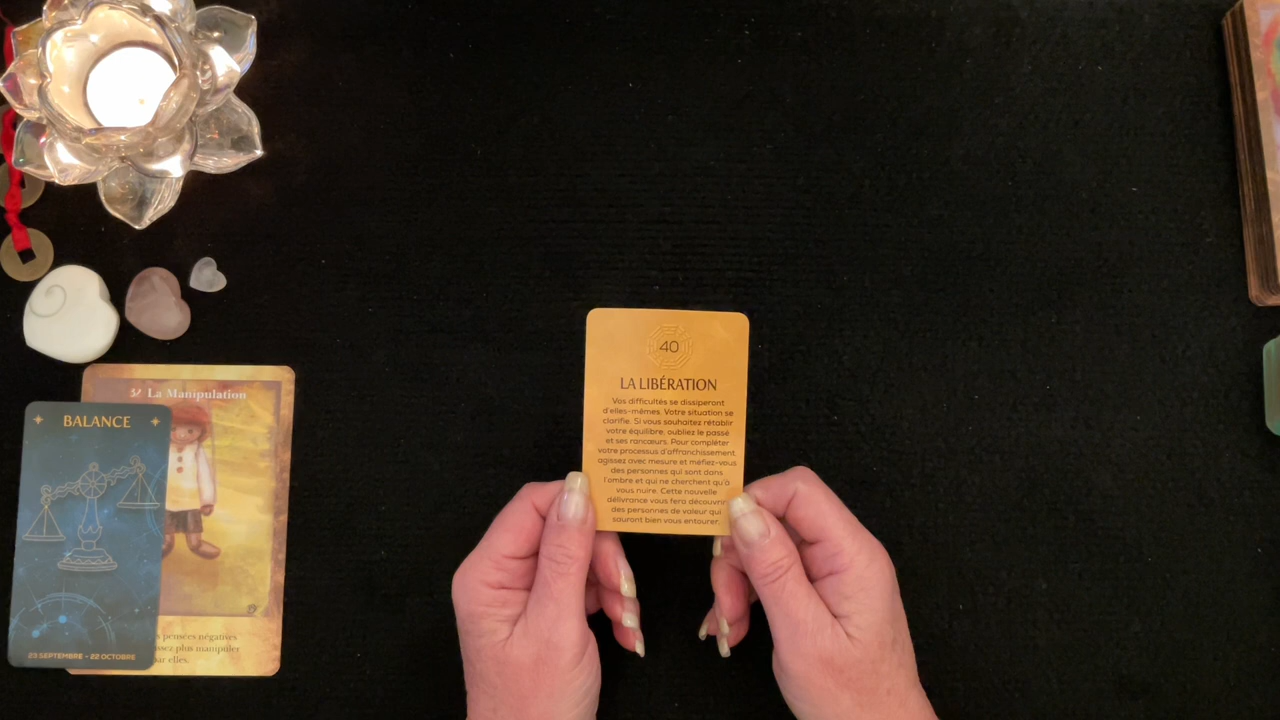 37 La Manipulation
BALANCE
23 SEPTEMBRE - 22 OCTOBRE
pensées négatives
plus manipuler
par elles.
40
LA LIBÉRATION
Vos difficultés se dissiperont
d'elles-mêmes. Votre situation se
clarifie. Si vous souhaitez rétablir
votre équilibre, oubliez le passé
et ses rancœurs. Pour compléter
votre processus d'affranchissement,
agissez avec mesure et méfiez-vous
des personnes qui sont dans
l'ombre et qui ne cherchent qu'à
vous nuire. Cette nouvelle
délivrance vous fera découvrir
des personnes de valeur qui
sauront bien vous entourer.